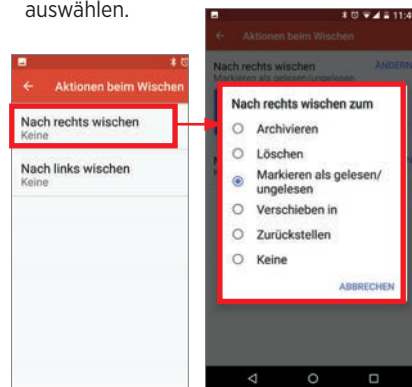 auswählen.
Aktionen beim Wischen
Nach rechts wischen
Keine
Nach links wischen
Keine
11:4
Aktionen beim Wischen
Nach rechts wischen
ÄNDERN
Markieren als gelesen/ungelesen
Nach rechts wischen zum
Archivieren
Löschen
Markieren als gelesen/
ungelesen
Verschieben in
Zurückstellen
Keine
ABBRECHEN